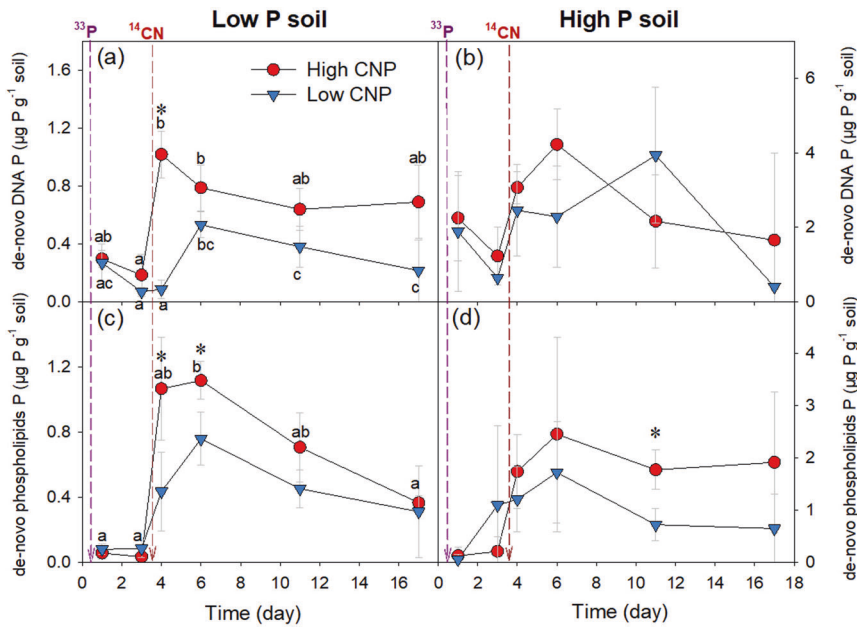 Low P soil
High P soil
³³P
¹⁴CN
³³P
¹⁴CN
(a)
(b)
High CNP
Low CNP
de-novo DNA P (µg P g⁻¹ soil)
1.6
1.2
0.8
0.4
0.0
ab
a
*
b
b
ab
ab
ac
a
a
bc
c
c
6
4
2
0
de-novo DNA P (µg P g⁻¹ soil)
(c)
(d)
de-novo phospholipids P (µg P g⁻¹ soil)
1.2
0.8
0.4
0.0
a
a
*
ab
*
b
ab
a
*
4
3
2
1
0
de-novo phospholipids P (µg P g⁻¹ soil)
0 2 4 6 8 10 12 14 16 0 2 4 6 8 10 12 14 16 18
Time (day)
Time (day)